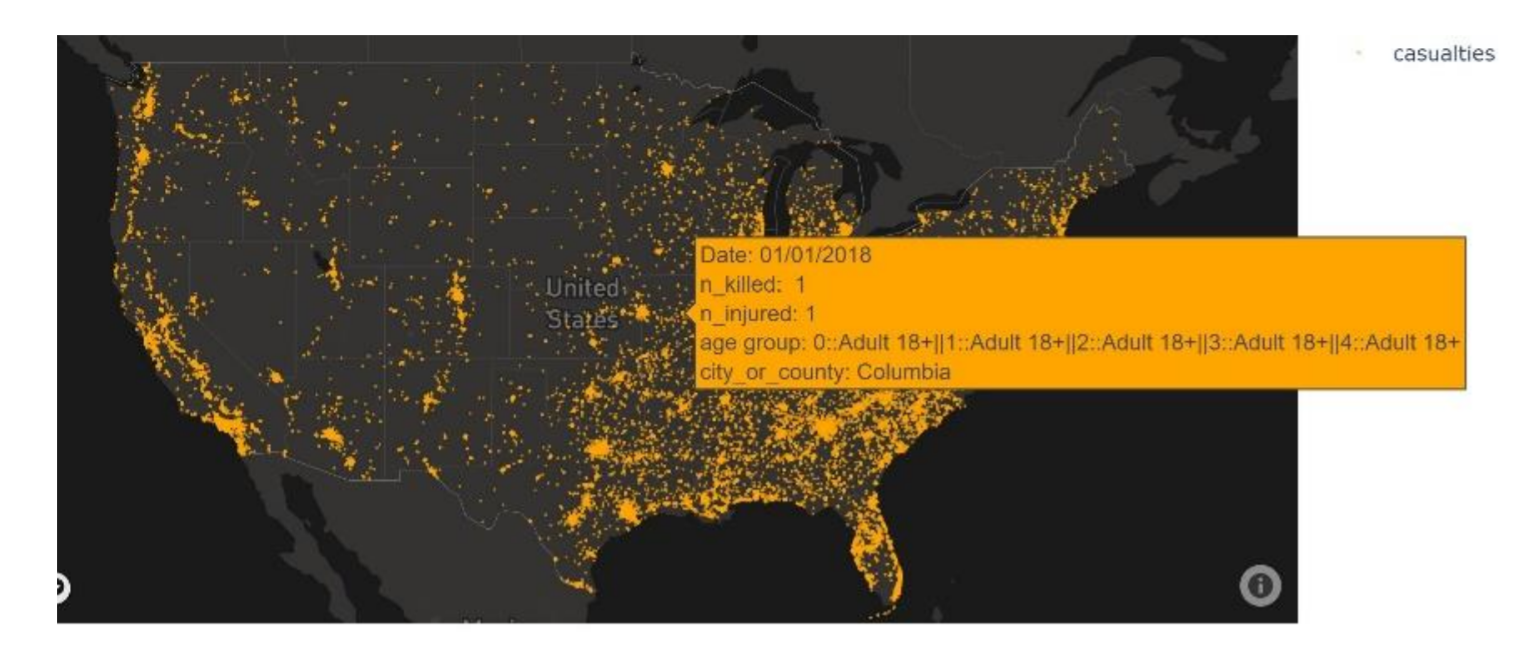 casualties
United
States
Date: 01/01/2018
n_killed: 1
n_injured: 1
age group: 0::Adult 18+||1::Adult 18+||2::Adult 18+||3::Adult 18+||4::Adult 18+
city_or_county: Columbia